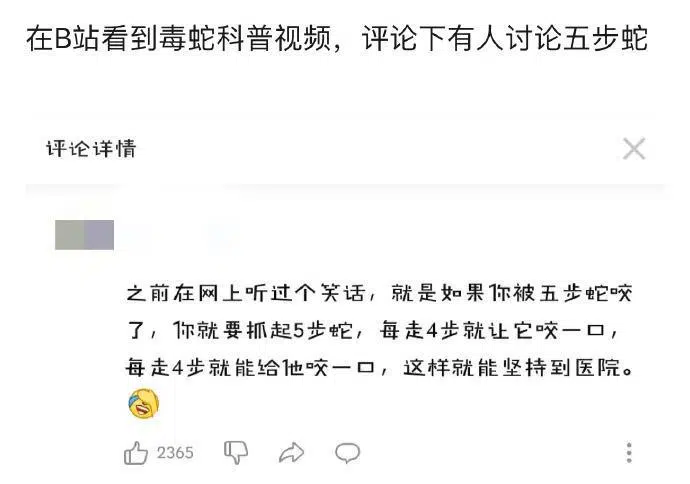 在B站看到毒蛇科普视频，评论下有人讨论五步蛇
评论详情
之前在网上听过个笑话，就是如果你被五步蛇咬
了，你就要抓起5步蛇，每走4步就让它咬一口，
每走4步就能给他咬一口，这样就能坚持到医院。
2365